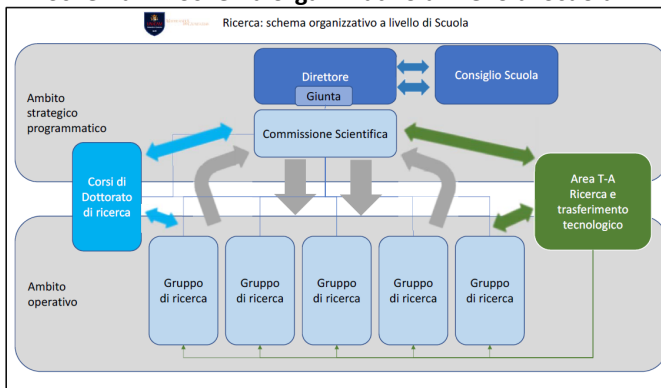 Ricerca: schema organizzativo a livello di Scuola
Ambito
strategico
programmatico
Direttore
Giunta
Consiglio Scuola
Commissione Scientifica
Corsi di
Dottorato
di ricerca
Area T-A
Ricerca e
trasferimento
tecnologico
Ambito
operativo
Gruppo
di ricerca
Gruppo
di ricerca
Gruppo
di ricerca
Gruppo
di ricerca
Gruppo
di ricerca